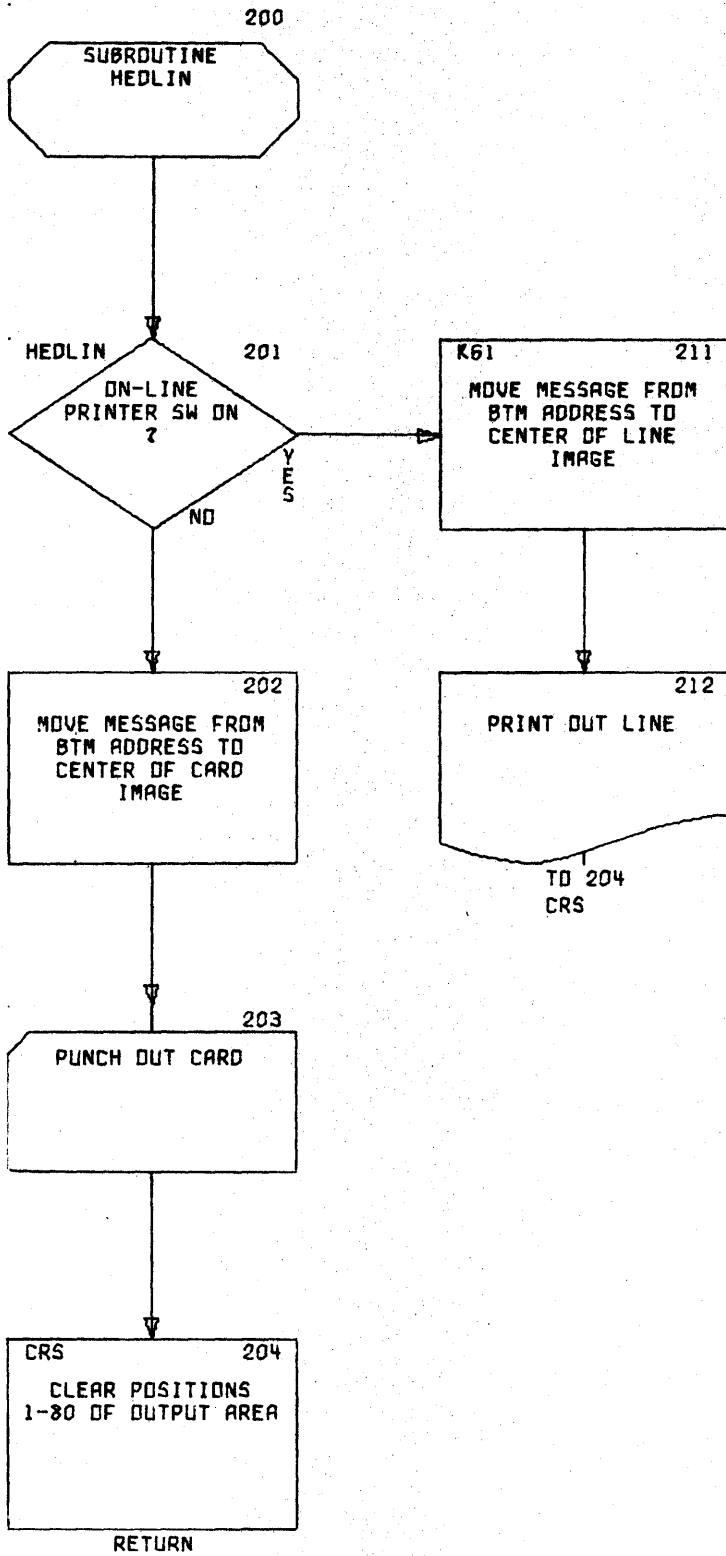 200
SUBROUTINE
HEDLIN
HEDLIN 201
ON-LINE
PRINTER SW ON
?
YES
NO
K61 211
MOVE MESSAGE FROM
BTM ADDRESS TO
CENTER OF LINE
IMAGE
202
MOVE MESSAGE FROM
BTM ADDRESS TO
CENTER OF CARD
IMAGE
212
PRINT OUT LINE
TO 204
CRS
203
PUNCH OUT CARD
CRS 204
CLEAR POSITIONS
1-80 OF OUTPUT AREA
RETURN